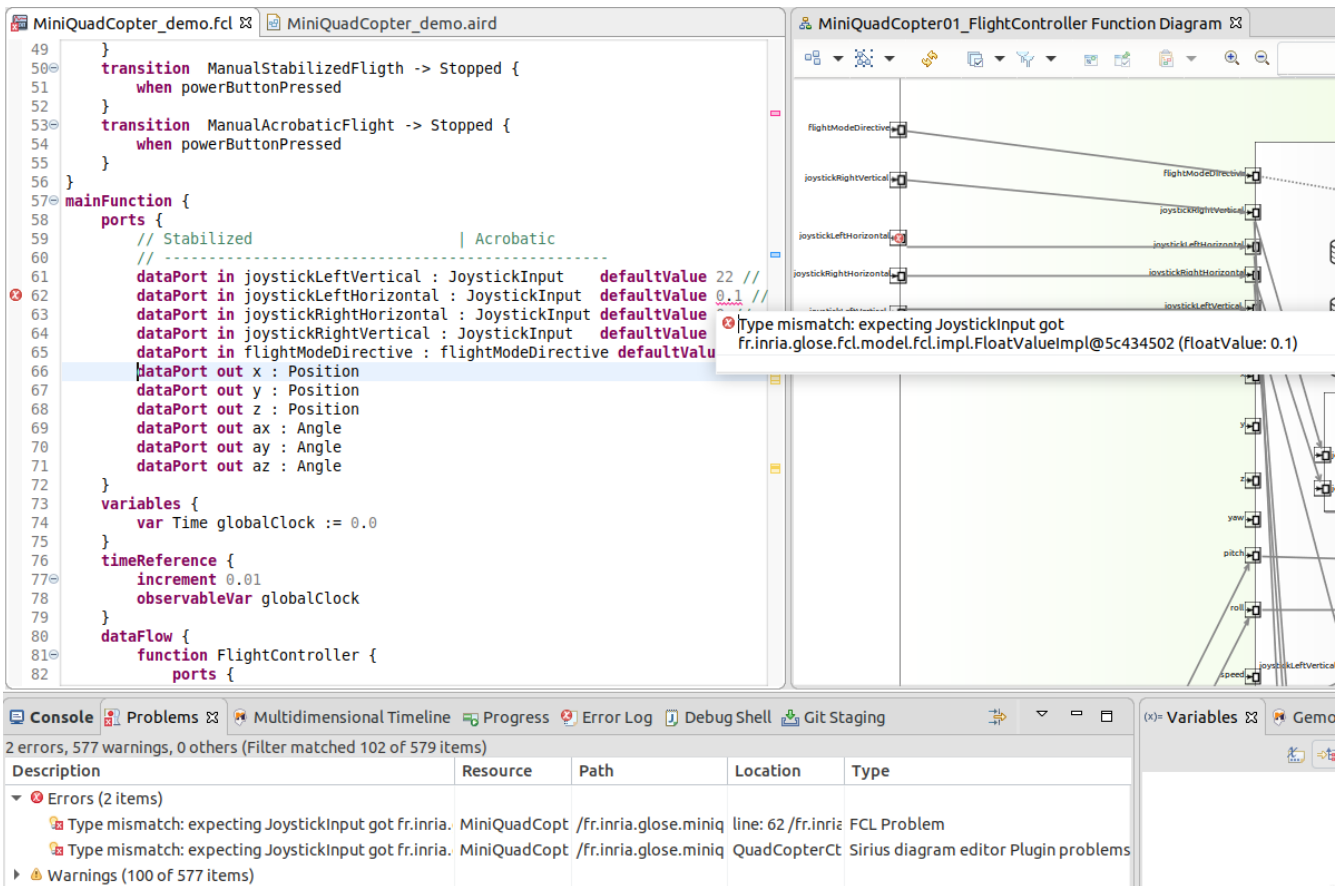 MiniQuadCopter_demo.fcl
MiniQuadCopter_demo.aird
49 }
50 transition ManualStabilizedFligth -> Stopped {
51 when powerButtonPressed
52 }
53 transition ManualAcrobaticFlight -> Stopped {
54 when powerButtonPressed
55 }
56 }
57 mainFunction {
58 ports {
59 // Stabilized | Acrobatic
60 // --------------------------------------------------
61 dataPort in joystickLeftVertical : JoystickInput defaultValue 22 //
62 dataPort in joystickLeftHorizontal : JoystickInput defaultValue 0.1 //
63 dataPort in joystickRightHorizontal : JoystickInput defaultValue
64 dataPort in joystickRightVertical : JoystickInput defaultValue
65 dataPort in flightModeDirective : flightModeDirective defaultValu
66 dataPort out x : Position
67 dataPort out y : Position
68 dataPort out z : Position
69 dataPort out ax : Angle
70 dataPort out ay : Angle
71 dataPort out az : Angle
72 }
73 variables {
74 var Time globalClock := 0.0
75 }
76 timeReference {
77 increment 0.01
78 observableVar globalClock
79 }
80 dataFlow {
81 function FlightController {
82 ports {
Type mismatch: expecting JoystickInput got
fr.inria.glose.fcl.model.fcl.impl.FloatValueImpl@5c434502 (floatValue: 0.1)
MiniQuadCopter01_FlightController Function Diagram
flightModeDirective
joystickRightVertical
joystickLeftHorizontal
joystickRightHorizontal
flightModeDirective
joystickRightVertical
joystickLeftHorizontal
joystickRightHorizontal
joystickLeftVertical
y
z
yaw
pitch
roll
speed
joystickLeftVertical
Console
Problems
Multidimensional Timeline
Progress
Error Log
Debug Shell
Git Staging
2 errors, 577 warnings, 0 others (Filter matched 102 of 579 items)
Description Resource Path Location Type
Errors (2 items)
Type mismatch: expecting JoystickInput got fr.inria. MiniQuadCopt /fr.inria.glose.miniq line: 62 /fr.inria FCL Problem
Type mismatch: expecting JoystickInput got fr.inria. MiniQuadCopt /fr.inria.glose.miniq QuadCopterCt Sirius diagram editor Plugin problems
Warnings (100 of 577 items)
(x)= Variables
Gemo